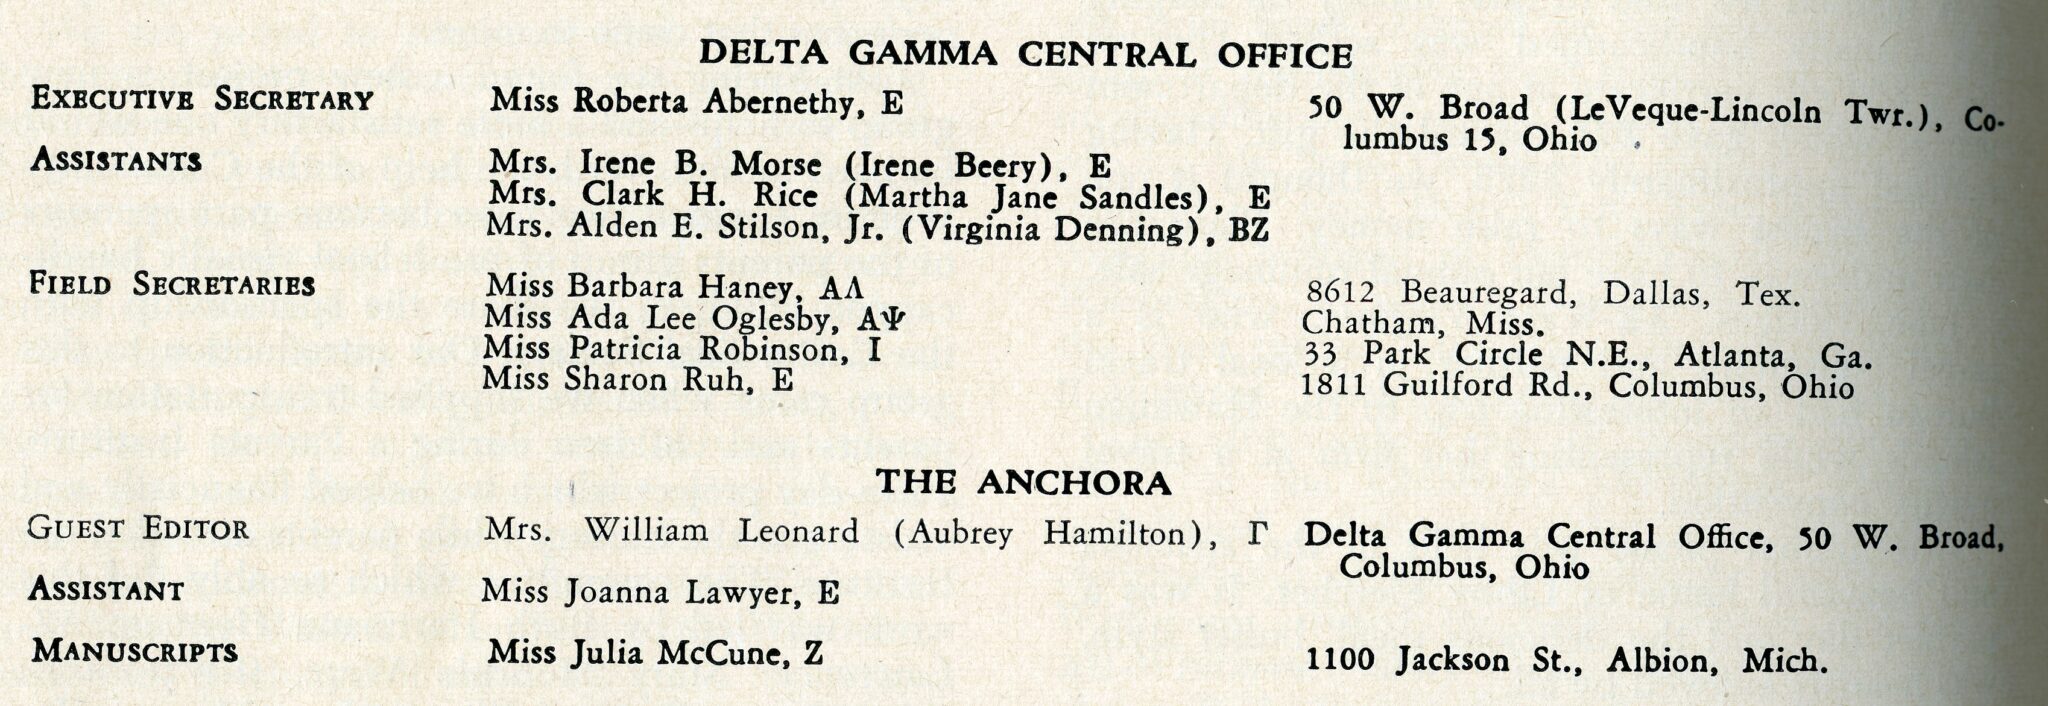 DELTA GAMMA CENTRAL OFFICE
EXECUTIVE SECRETARY Miss Roberta Abernethy, E 50 W. Broad (LeVeque-Lincoln Twr.), Co-
lumbus 15, Ohio
ASSISTANTS Mrs. Irene B. Morse (Irene Beery), E
Mrs. Clark H. Rice (Martha Jane Sandles), E
Mrs. Alden E. Stilson, Jr. (Virginia Denning), BZ
FIELD SECRETARIES Miss Barbara Haney, ΑΛ 8612 Beauregard, Dallas, Tex.
Miss Ada Lee Oglesby, ΑΨ Chatham, Miss.
Miss Patricia Robinson, I 33 Park Circle N.E., Atlanta, Ga.
Miss Sharon Ruh, E 1811 Guilford Rd., Columbus, Ohio
THE ANCHORA
GUEST EDITOR Mrs. William Leonard (Aubrey Hamilton), Γ Delta Gamma Central Office, 50 W. Broad,
Columbus, Ohio
ASSISTANT Miss Joanna Lawyer, E
MANUSCRIPTS Miss Julia McCune, Z 1100 Jackson St., Albion, Mich.